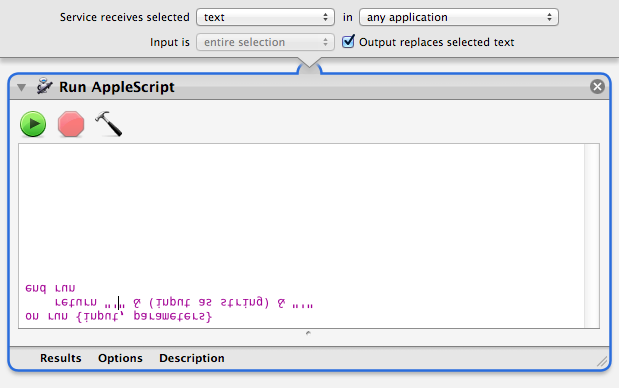 Service receives selected text in any application
Input is entire selection Output replaces selected text
Run AppleScript
on run {input, parameters}
return "'" & (input as string) & "'"
end run
Results Options Description